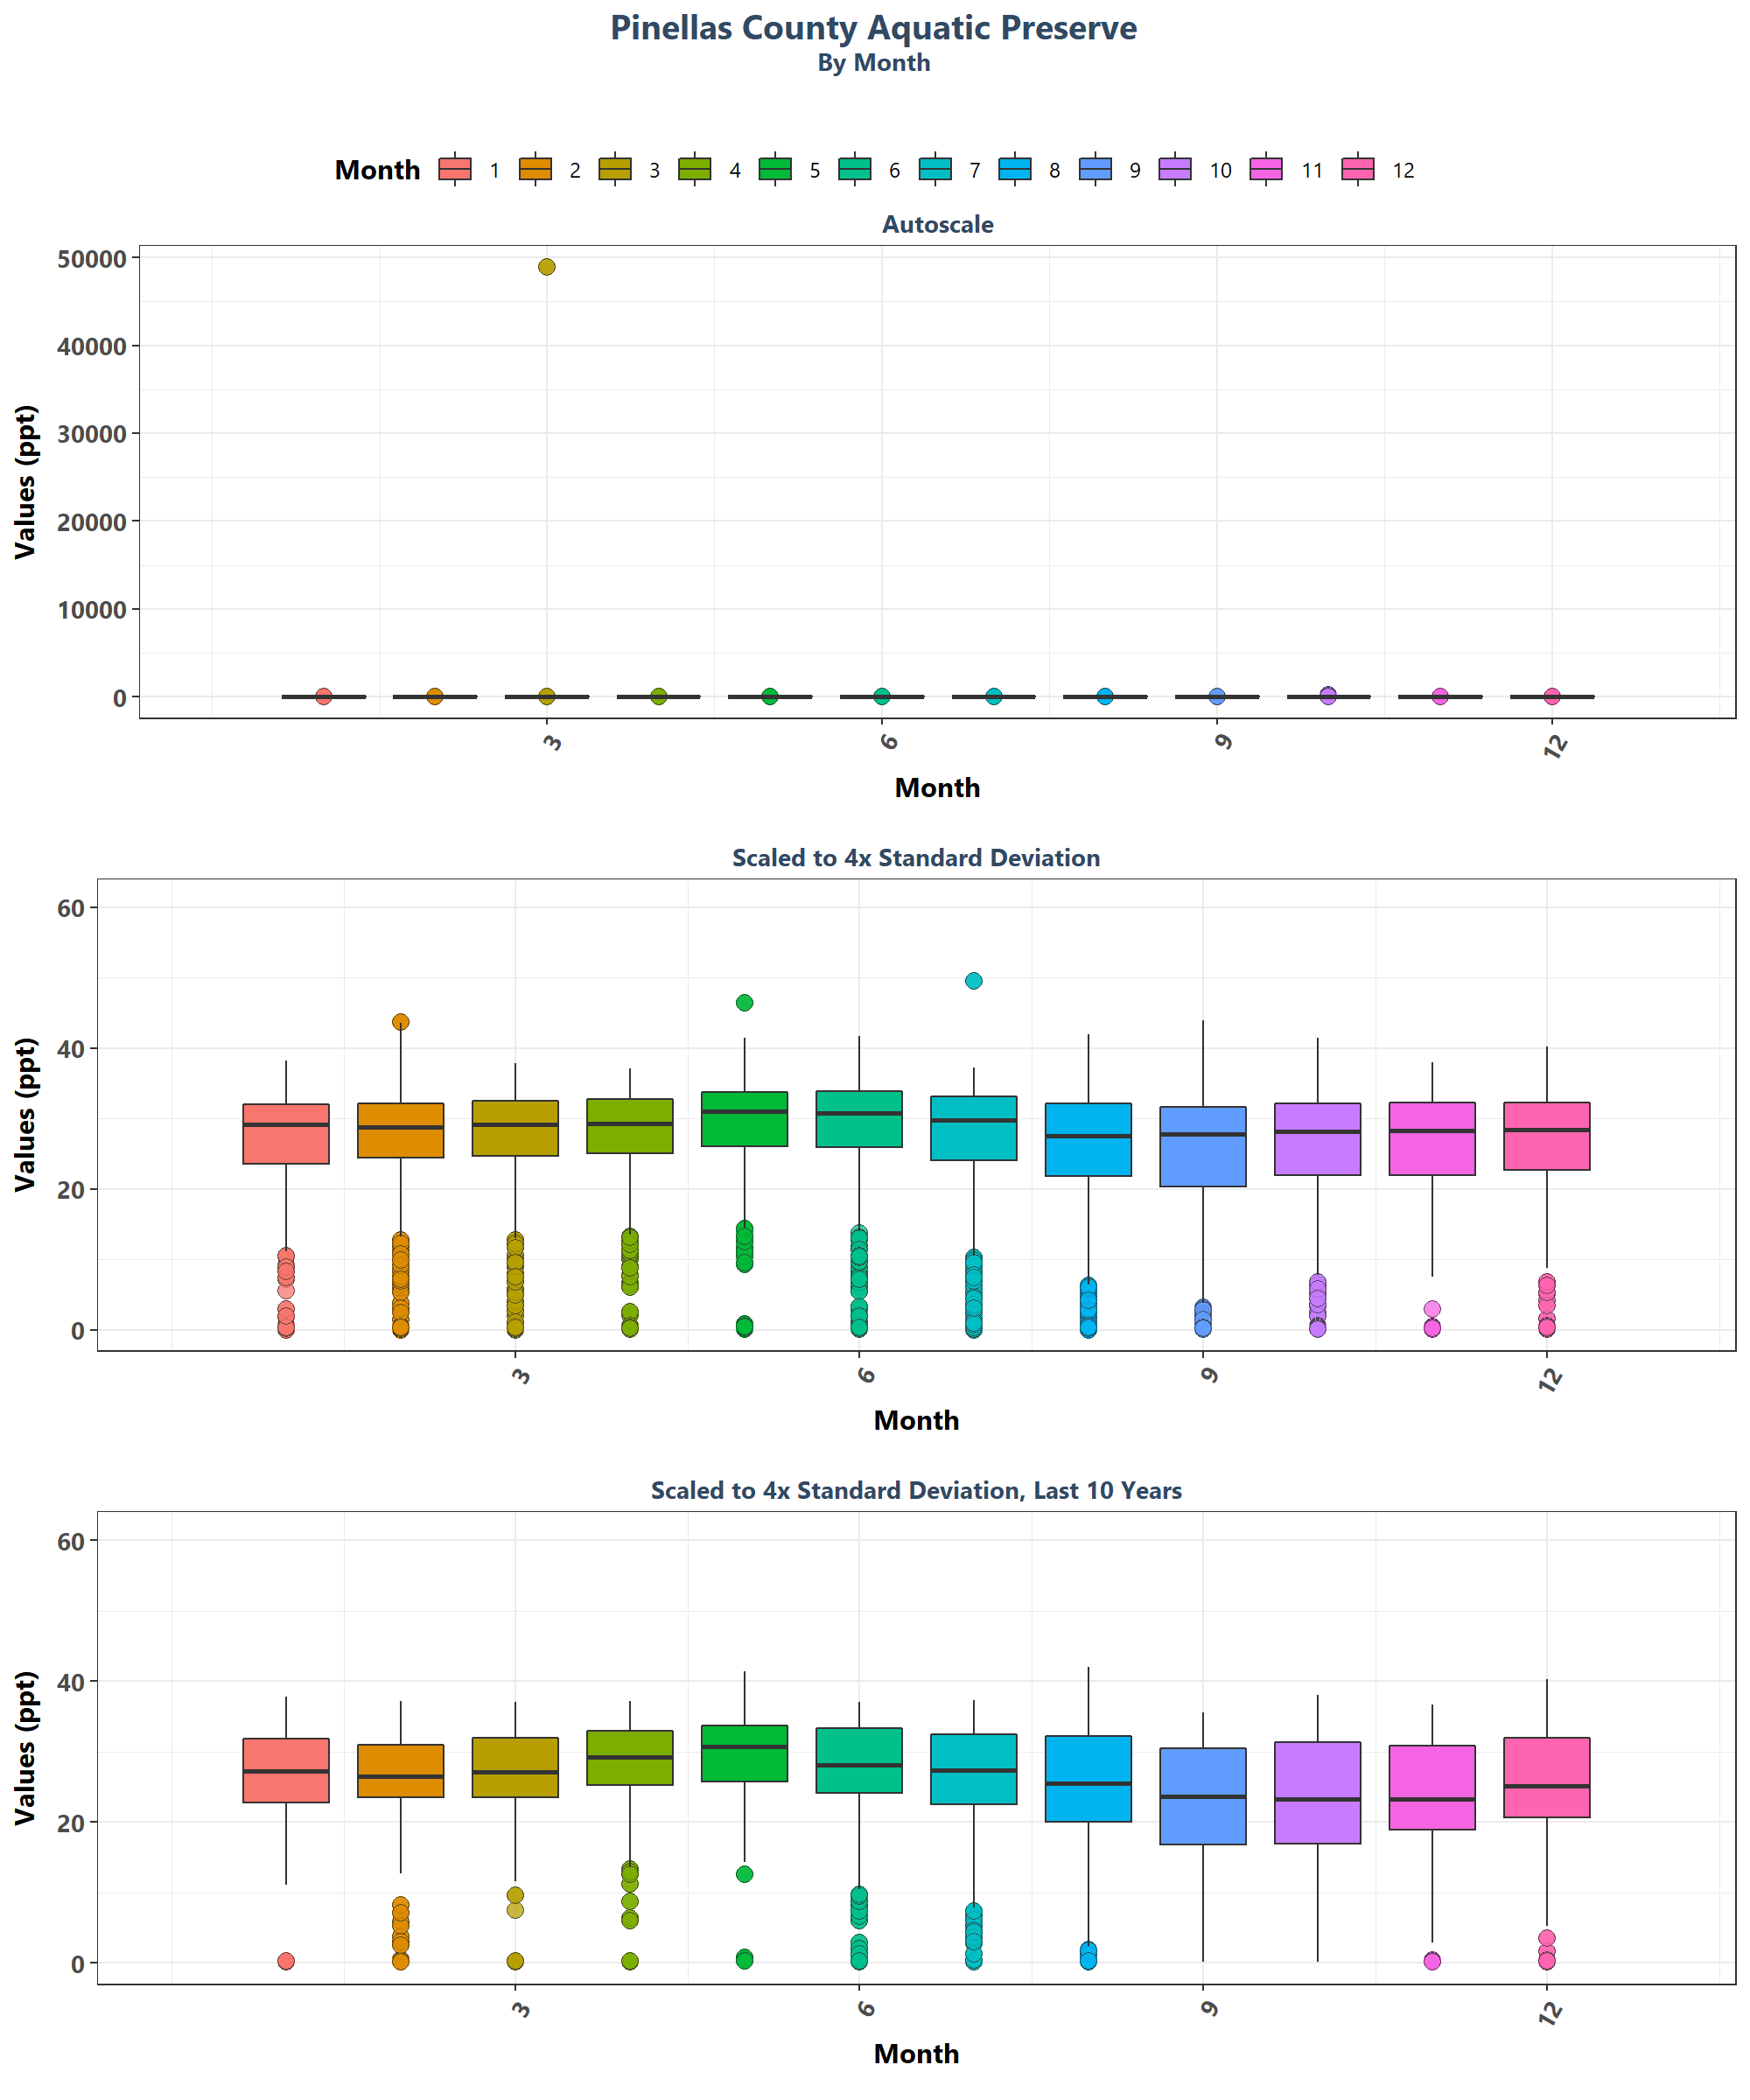 Pinellas County Aquatic Preserve
By Month
Month 1 2 3 4 5 6 7 8 9 10 11 12
Autoscale
Values (ppt)
50000
40000
30000
20000
10000
0
3 6 9 12
Month
Scaled to 4x Standard Deviation
Values (ppt)
60
40
20
0
3 6 9 12
Month
Scaled to 4x Standard Deviation, Last 10 Years
Values (ppt)
60
40
20
0
3 6 9 12
Month